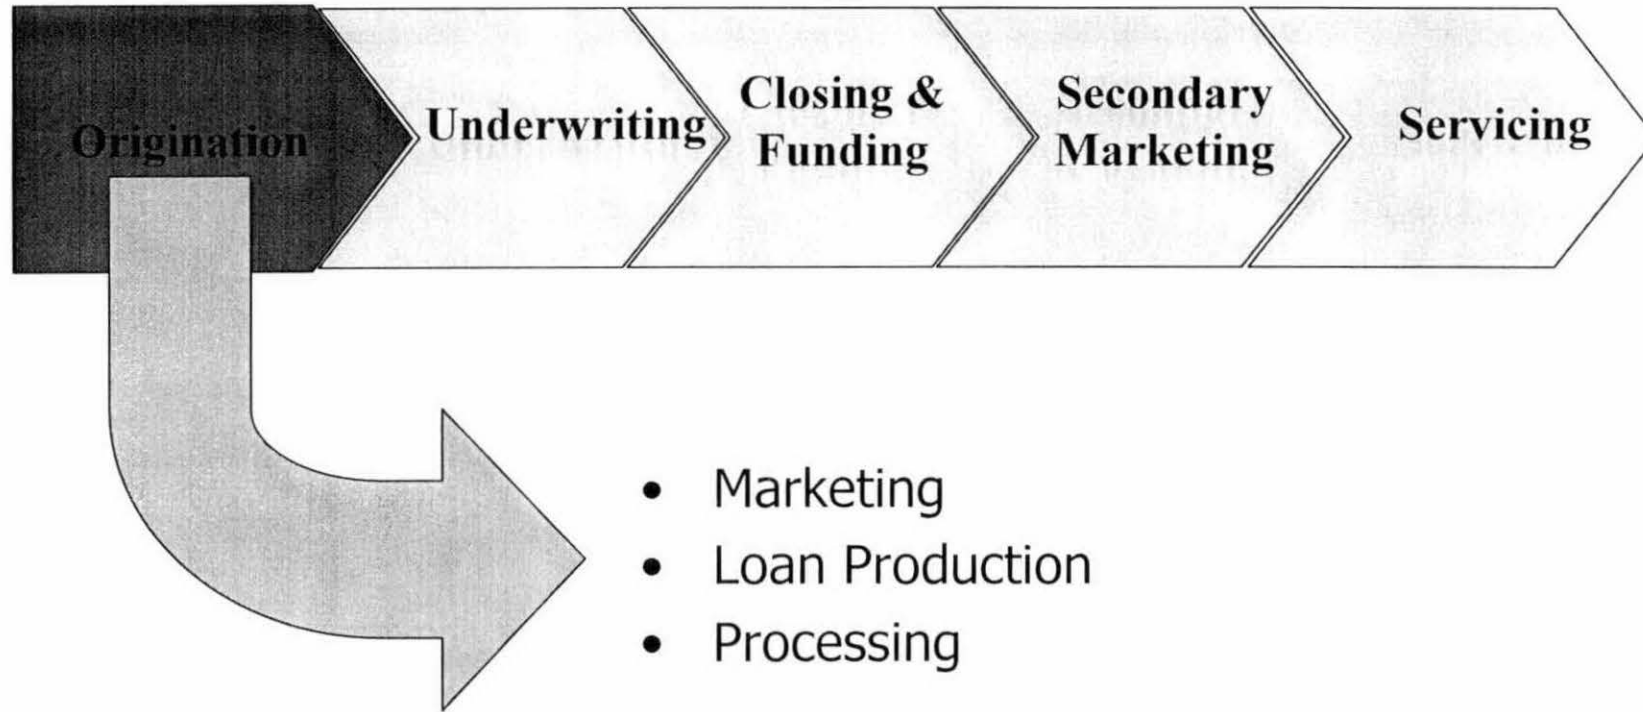 Origination
Underwriting
Closing &
Funding
Secondary
Marketing
Servicing
• Marketing
• Loan Production
• Processing